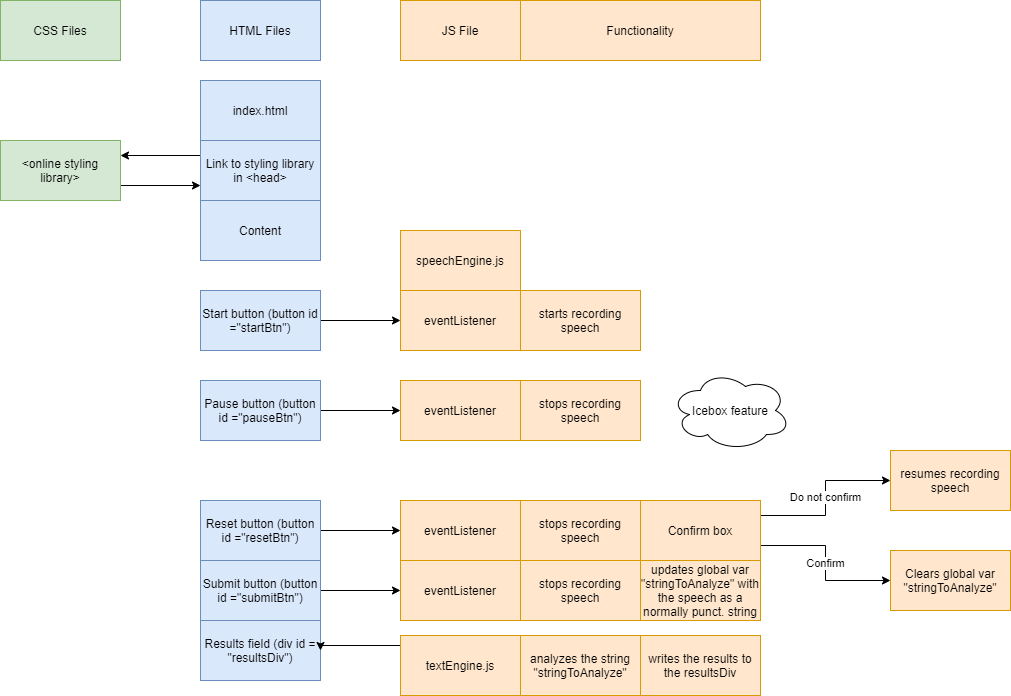 CSS Files
HTML Files
JS File
Functionality
index.html
<online styling
library>
Link to styling library
in <head>
Content
speechEngine.js
Start button (button id
="startBtn")
eventListener
starts recording
speech
Pause button (button
id ="pauseBtn")
eventListener
stops recording
speech
Icebox feature
resumes recording
speech
Do not confirm
Reset button (button
id ="resetBtn")
eventListener
stops recording
speech
Confirm box
Confirm
Clears global var
"stringToAnalyze"
Submit button (button
id ="submitBtn")
eventListener
stops recording
speech
updates global var
"stringToAnalyze" with
the speech as a
normally punct. string
Results field (div id =
"resultsDiv")
textEngine.js
analyzes the string
"stringToAnalyze"
writes the results to
the resultsDiv